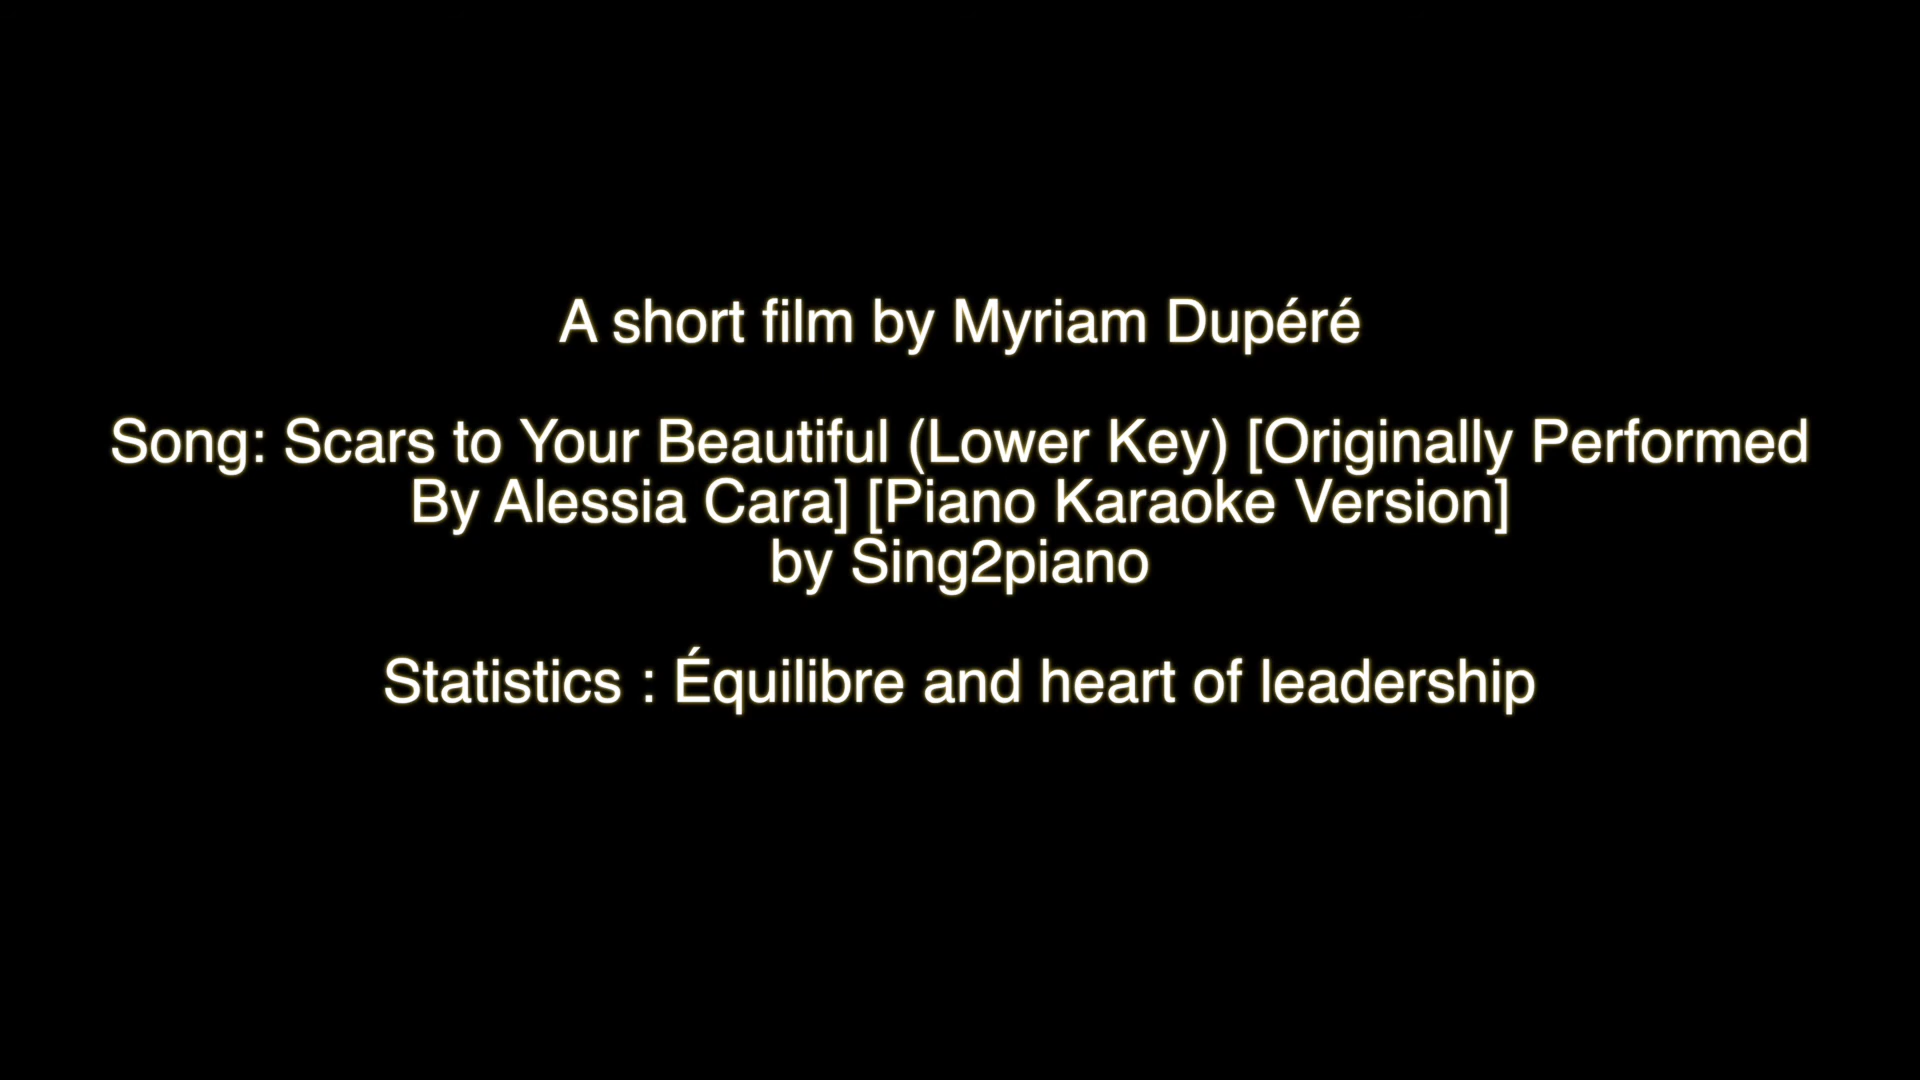 A short film by Myriam Dupéré
Song: Scars to Your Beautiful (Lower Key) [Originally Performed
By Alessia Cara] [Piano Karaoke Version]
by Sing2piano
Statistics : Équilibre and heart of leadership